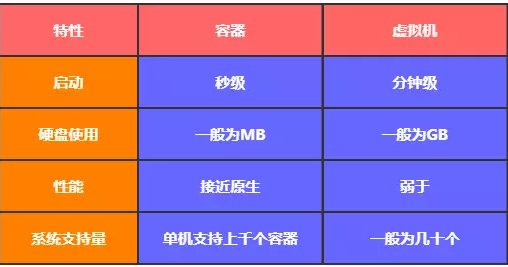 特性 容器 虚拟机
启动 秒级 分钟级
硬盘使用 一般为MB 一般为GB
性能 接近原生 弱于
系统支持量 单机支持上千个容器 一般为几十个